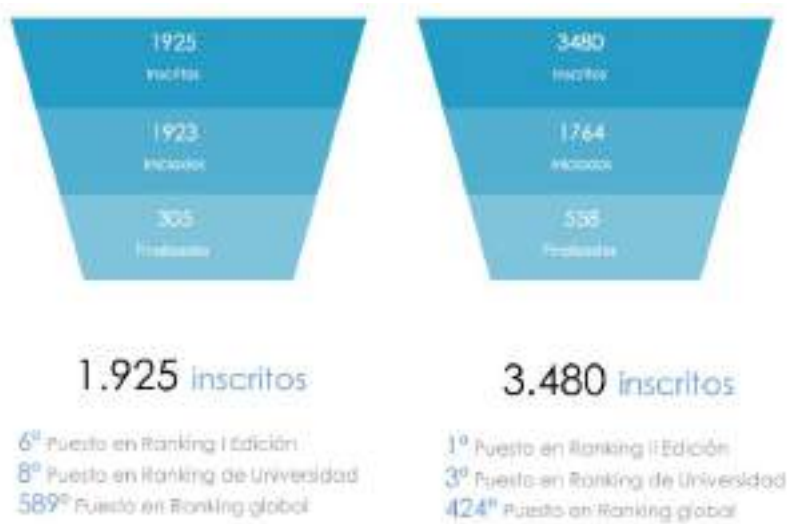 1925
Inscritos
1923
Iniciados
305
Finalizados
1.925 inscritos
6º Puesto en Ranking I Edición
8º Puesto en Ranking de Universidad
589º Puesto en Ranking global
3480
Inscritos
1764
Iniciados
558
Finalizados
3.480 inscritos
1º Puesto en Ranking II Edición
3º Puesto en Ranking de Universidad
424º Puesto en Ranking global